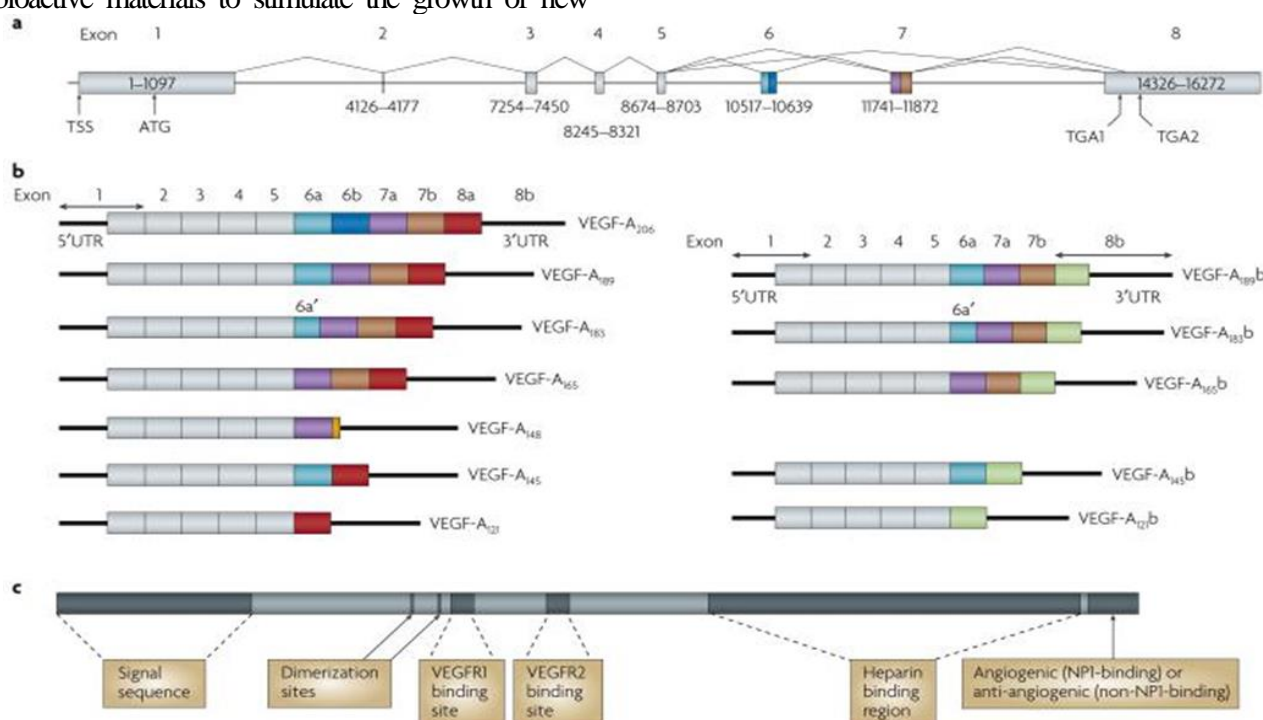 materials to stimulate the growth of new
a
Exon 1 2 3 4 5 6 7 8
1–1097 14326–16272
4126–4177 7254–7450 8674–8703 10517–10639 11741–11872
8245–8321
TSS ATG TGA1 TGA2
b
Exon 1 2 3 4 5 6a 6b 7a 7b 8a 8b
5′UTR 3′UTR VEGF-A206
VEGF-A189
6a′
VEGF-A183
VEGF-A165
VEGF-A148
VEGF-A145
VEGF-A121
Exon 1 2 3 4 5 6a 7a 7b 8b
VEGF-A189b
5′UTR 3′UTR
6a′
VEGF-A183b
VEGF-A165b
VEGF-A145b
VEGF-A121b
c
Signal
sequence
Dimerization
sites
VEGFR1
binding
site
VEGFR2
binding
site
Heparin
binding
region
Angiogenic (NP1-binding) or
anti-angiogenic (non-NP1-binding)